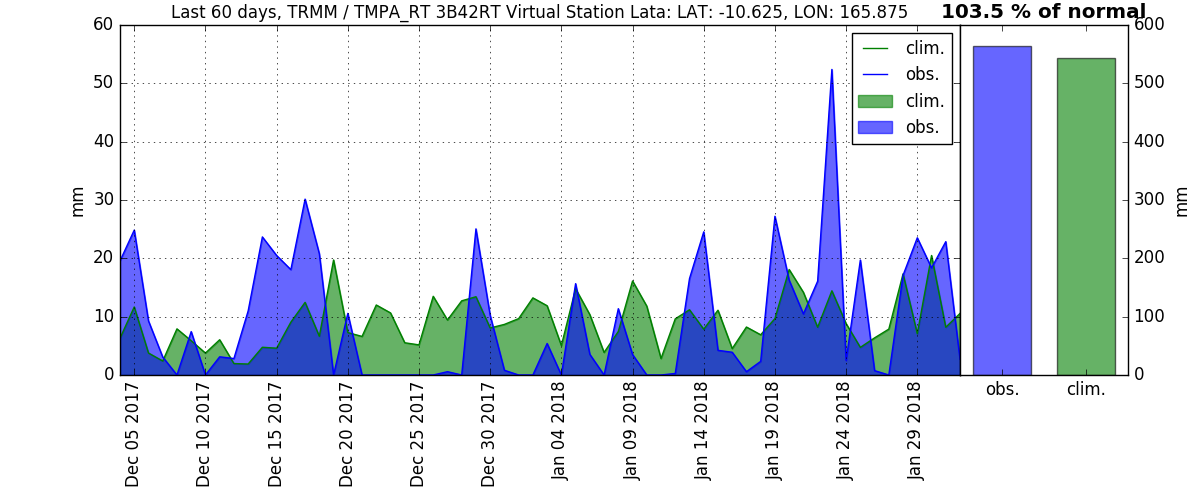 Last 60 days, TRMM / TMPA_RT 3B42RT Virtual Station Lata: LAT: -10.625, LON: 165.875
103.5 % of normal
60
50
40
30
20
10
0
mm
clim.
obs.
clim.
obs.
600
500
400
300
200
100
0
mm
obs.
clim.
Dec 05 2017
Dec 10 2017
Dec 15 2017
Dec 20 2017
Dec 25 2017
Dec 30 2017
Jan 04 2018
Jan 09 2018
Jan 14 2018
Jan 19 2018
Jan 24 2018
Jan 29 2018